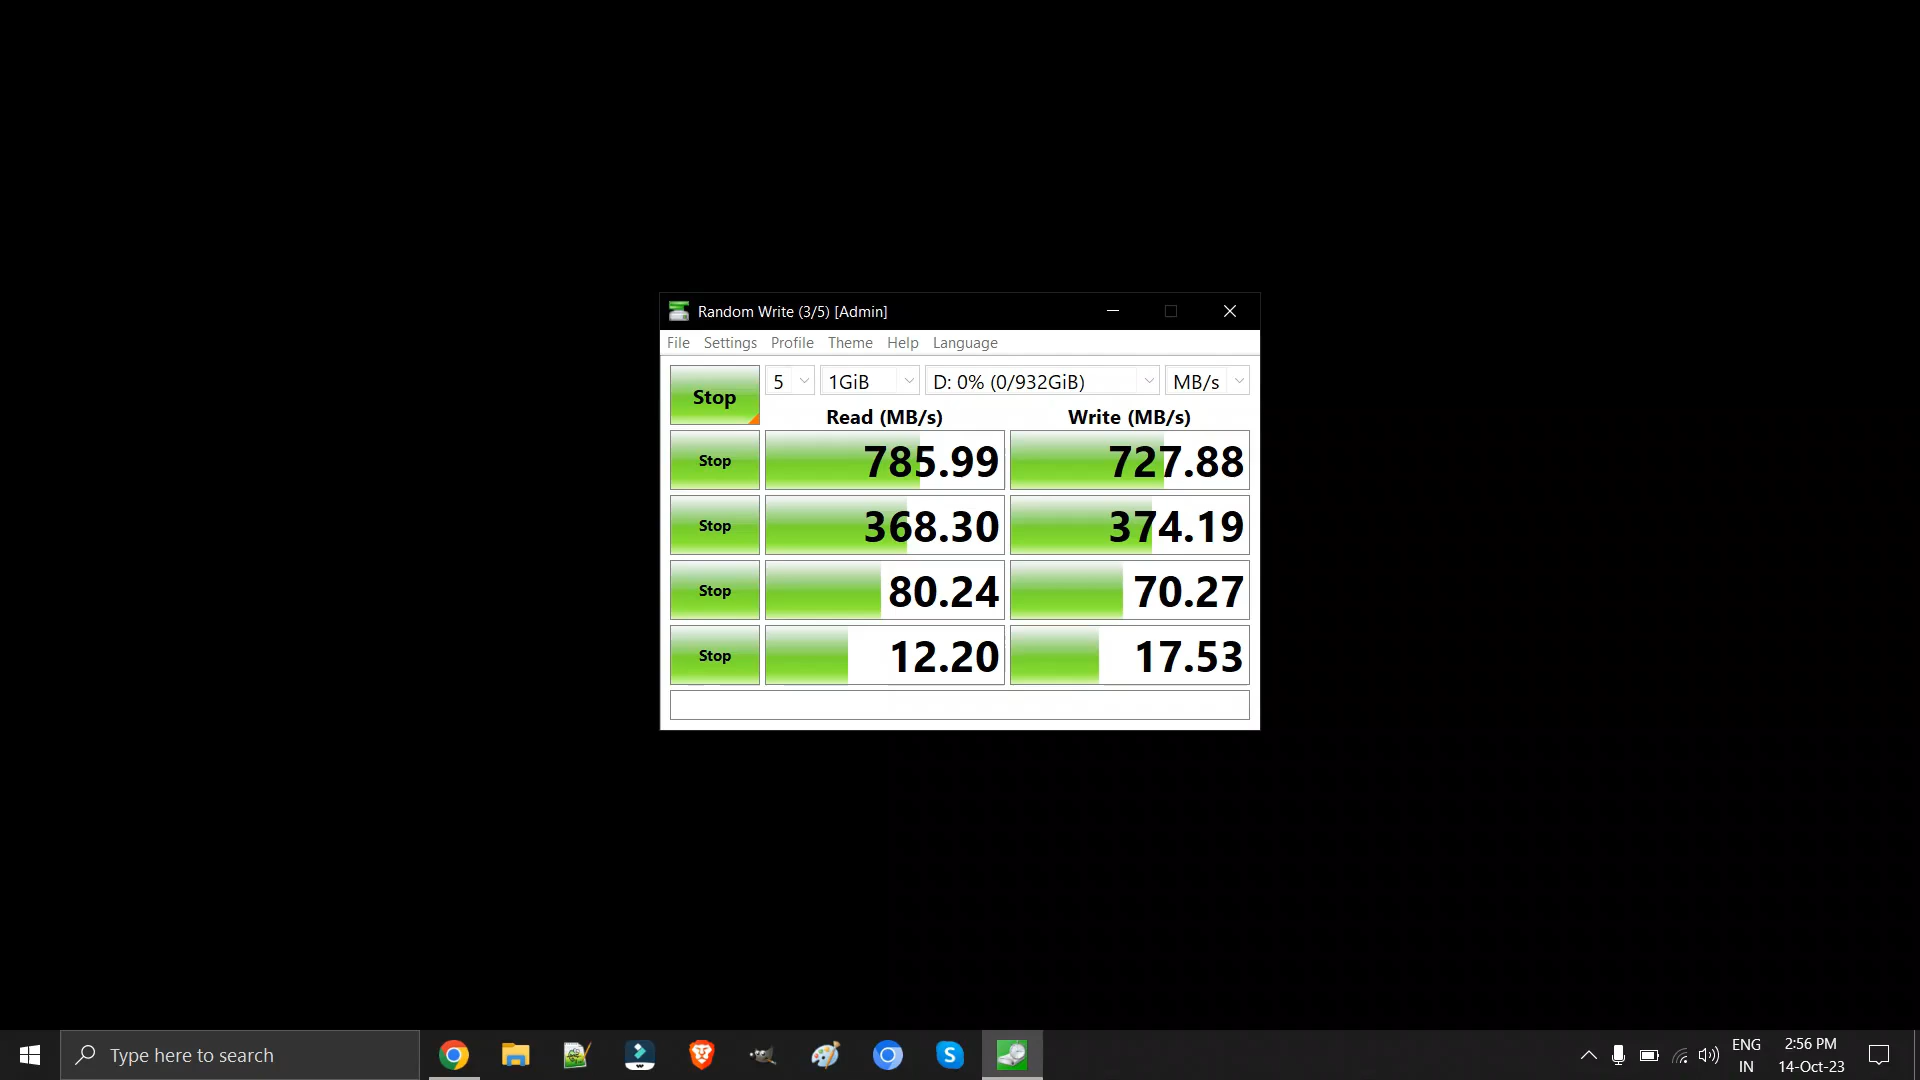 Random Write (3/5) [Admin]
File Settings Profile Theme Help Language
Stop 5 1GiB D: 0% (0/932GiB) MB/s
Read (MB/s) Write (MB/s)
Stop 785.99 727.88
Stop 368.30 374.19
Stop 80.24 70.27
Stop 12.20 17.53
Type here to search
S
ENG
IN
2:56 PM
14-Oct-23